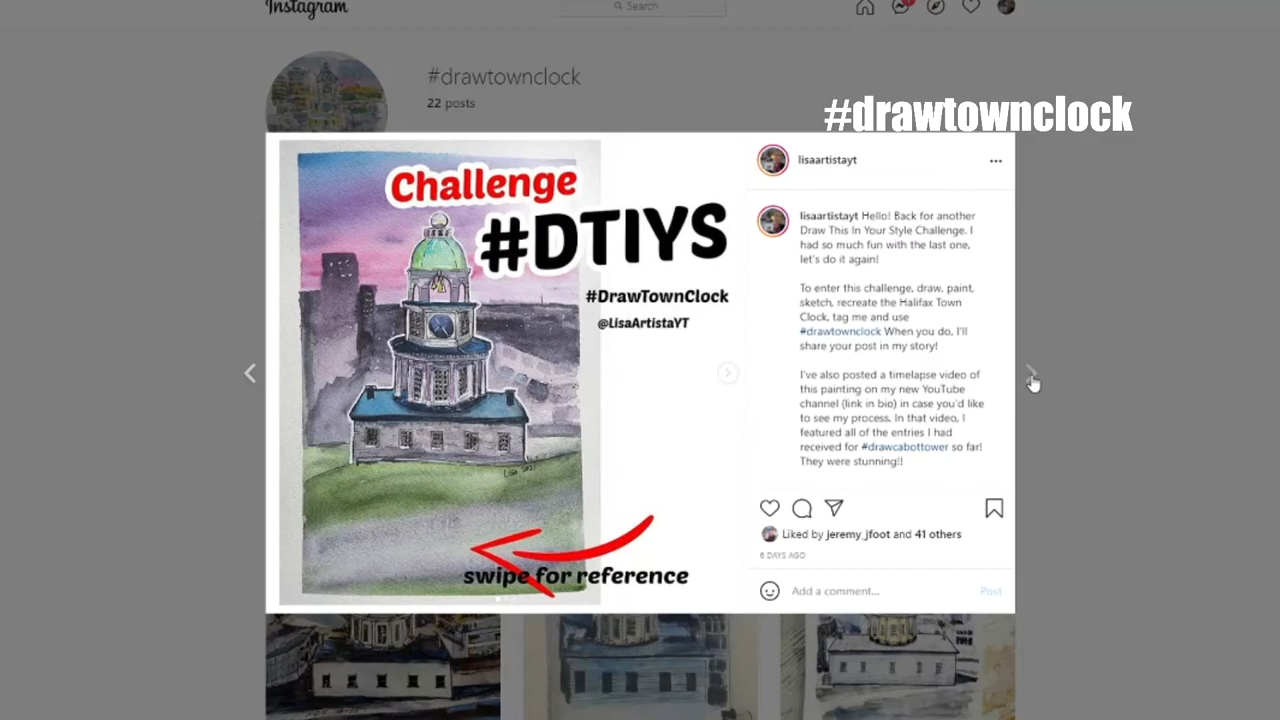 Instagram
Search
#drawtownclock
22 posts
#drawtownclock
Challenge
#DTIYS
#DrawTownClock
@LisaArtistaYT
swipe for reference
lisaartistayt
lisaartistayt Hello! Back for another
Draw This In Your Style Challenge. I
had so much fun with the last one,
let's do it again!
To enter this challenge, draw, paint,
sketch, recreate the Halifax Town
Clock, tag me and use
#drawtownclock When you do, I'll
share your post in my story!
I've also posted a timelapse video of
this painting on my new YouTube
channel (link in bio) in case you'd like
to see my process. In that video, I
featured all of the entries I had
received for #drawcabottower so far!
They were stunning!!
Liked by jeremy_jfoot and 41 others
6 DAYS AGO
Add a comment...
Post